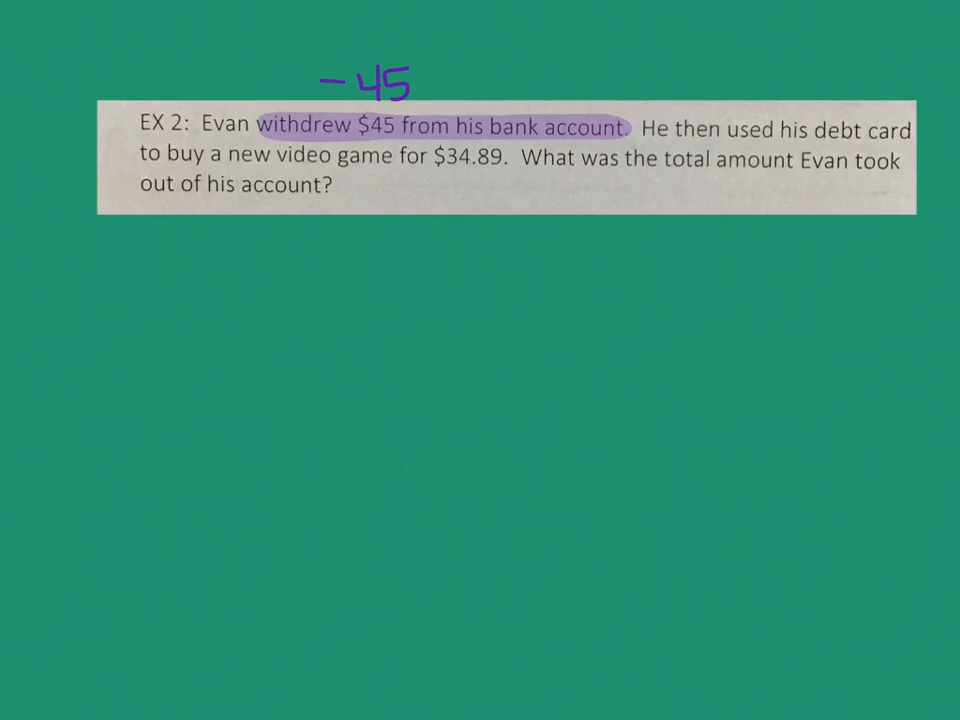 - 45
EX 2: Evan withdrew $45 from his bank account. He then used his debt card
to buy a new video game for $34.89. What was the total amount Evan took
out of his account?